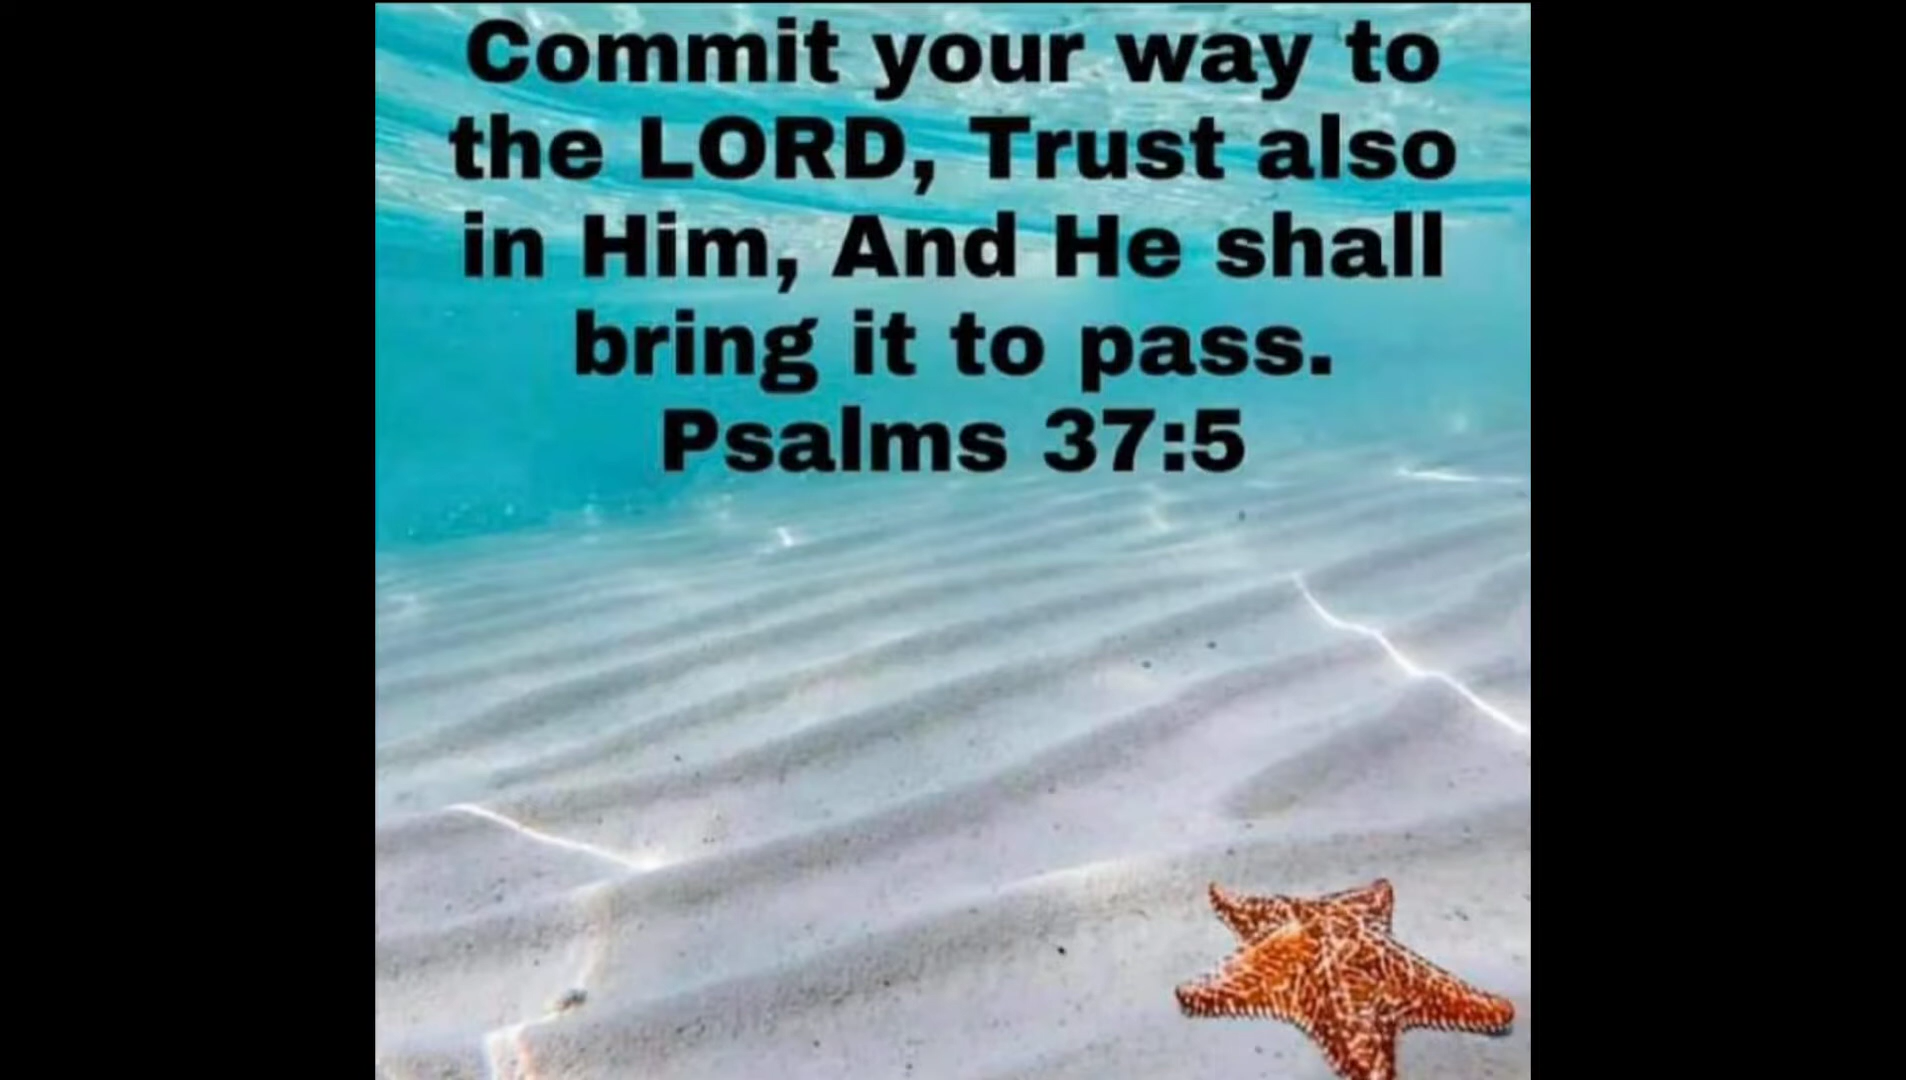 Commit your way to
the LORD, Trust also
in Him, And He shall
bring it to pass.
Psalms 37:5